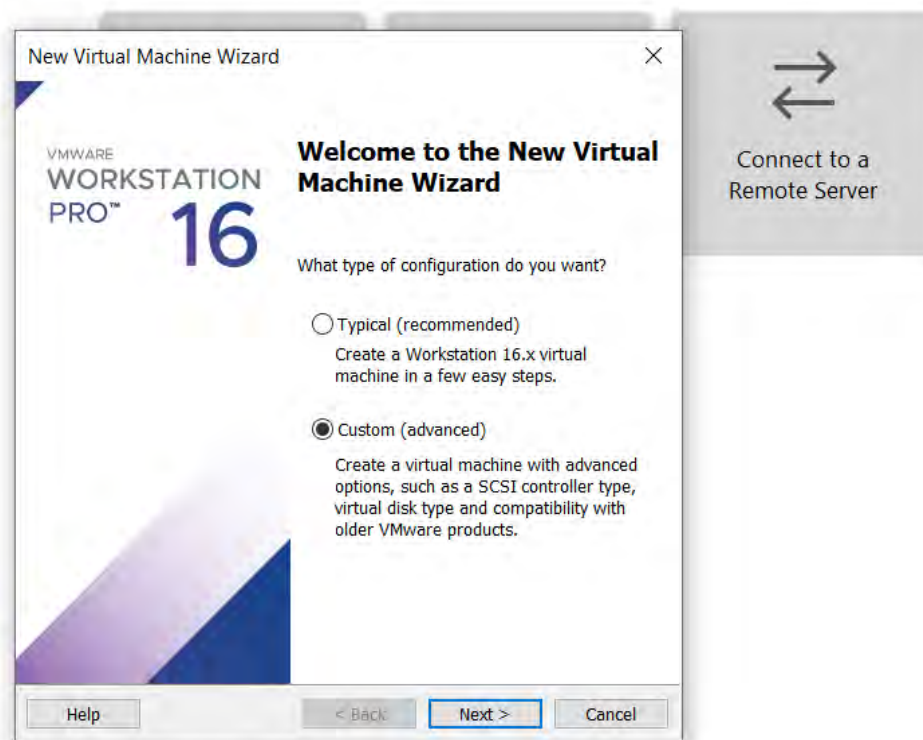 New Virtual Machine Wizard
VMWARE
WORKSTATION
PRO™ 16
Welcome to the New Virtual
Machine Wizard
What type of configuration do you want?
Typical (recommended)
Create a Workstation 16.x virtual
machine in a few easy steps.
Custom (advanced)
Create a virtual machine with advanced
options, such as a SCSI controller type,
virtual disk type and compatibility with
older VMware products.
Help
< Back
Next >
Cancel
Connect to a
Remote Server